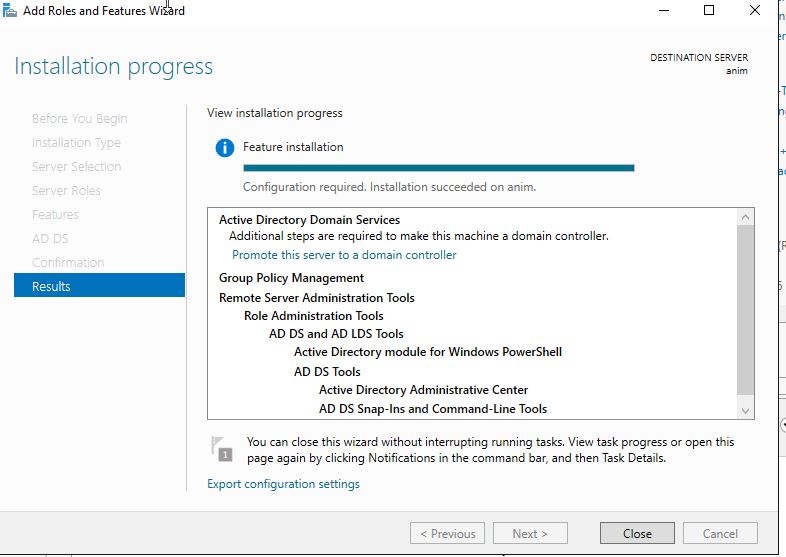 Add Roles and Features Wizard
Installation progress
DESTINATION SERVER
anim
Before You Begin
Installation Type
Server Selection
Server Roles
Features
AD DS
Confirmation
Results
View installation progress
Feature installation
Configuration required. Installation succeeded on anim.
Active Directory Domain Services
Additional steps are required to make this machine a domain controller.
Promote this server to a domain controller
Group Policy Management
Remote Server Administration Tools
Role Administration Tools
AD DS and AD LDS Tools
Active Directory module for Windows PowerShell
AD DS Tools
Active Directory Administrative Center
AD DS Snap-Ins and Command-Line Tools
1
You can close this wizard without interrupting running tasks. View task progress or open this
page again by clicking Notifications in the command bar, and then Task Details.
Export configuration settings
< Previous
Next >
Close
Cancel